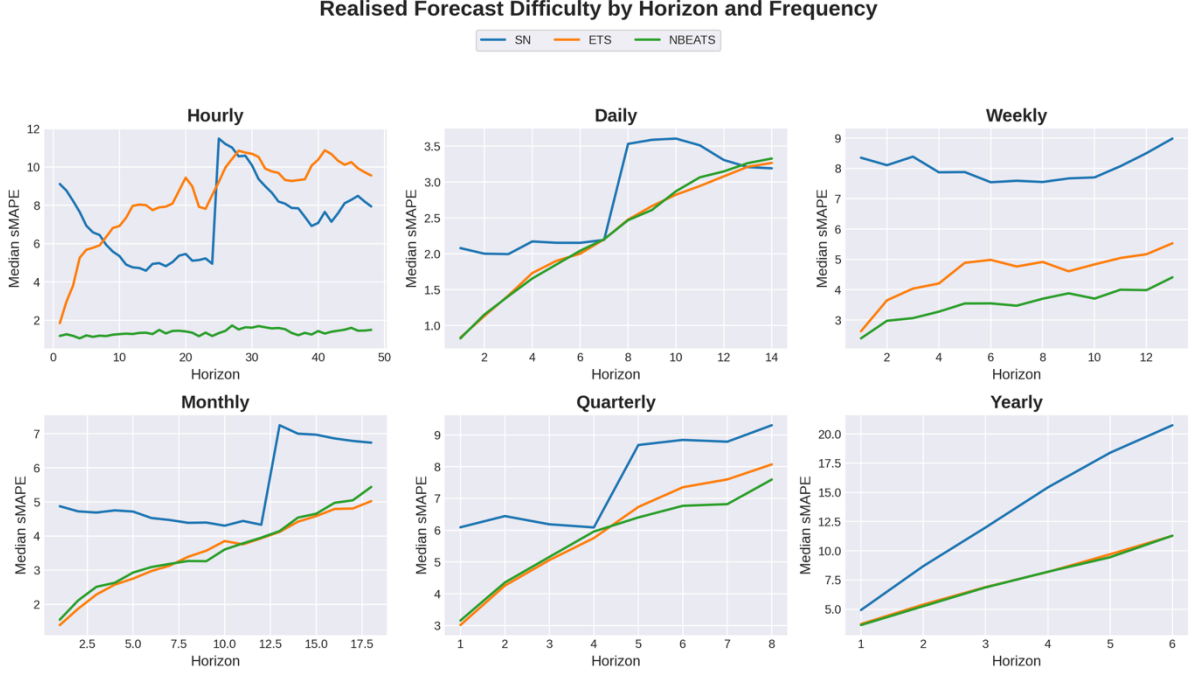 Realised Forecast Difficulty by Horizon and Frequency
SN ETS NBEATS
Hourly
Median sMAPE
12
10
8
6
4
2
0 10 20 30 40 50
Horizon
Daily
Median sMAPE
3.5
3.0
2.5
2.0
1.5
1.0
2 4 6 8 10 12 14
Horizon
Weekly
Median sMAPE
9
8
7
6
5
4
3
2 4 6 8 10 12
Horizon
Monthly
Median sMAPE
7
6
5
4
3
2
2.5 5.0 7.5 10.0 12.5 15.0 17.5
Horizon
Quarterly
Median sMAPE
9
8
7
6
5
4
3
1 2 3 4 5 6 7 8
Horizon
Yearly
Median sMAPE
20.0
17.5
15.0
12.5
10.0
7.5
5.0
1 2 3 4 5 6
Horizon